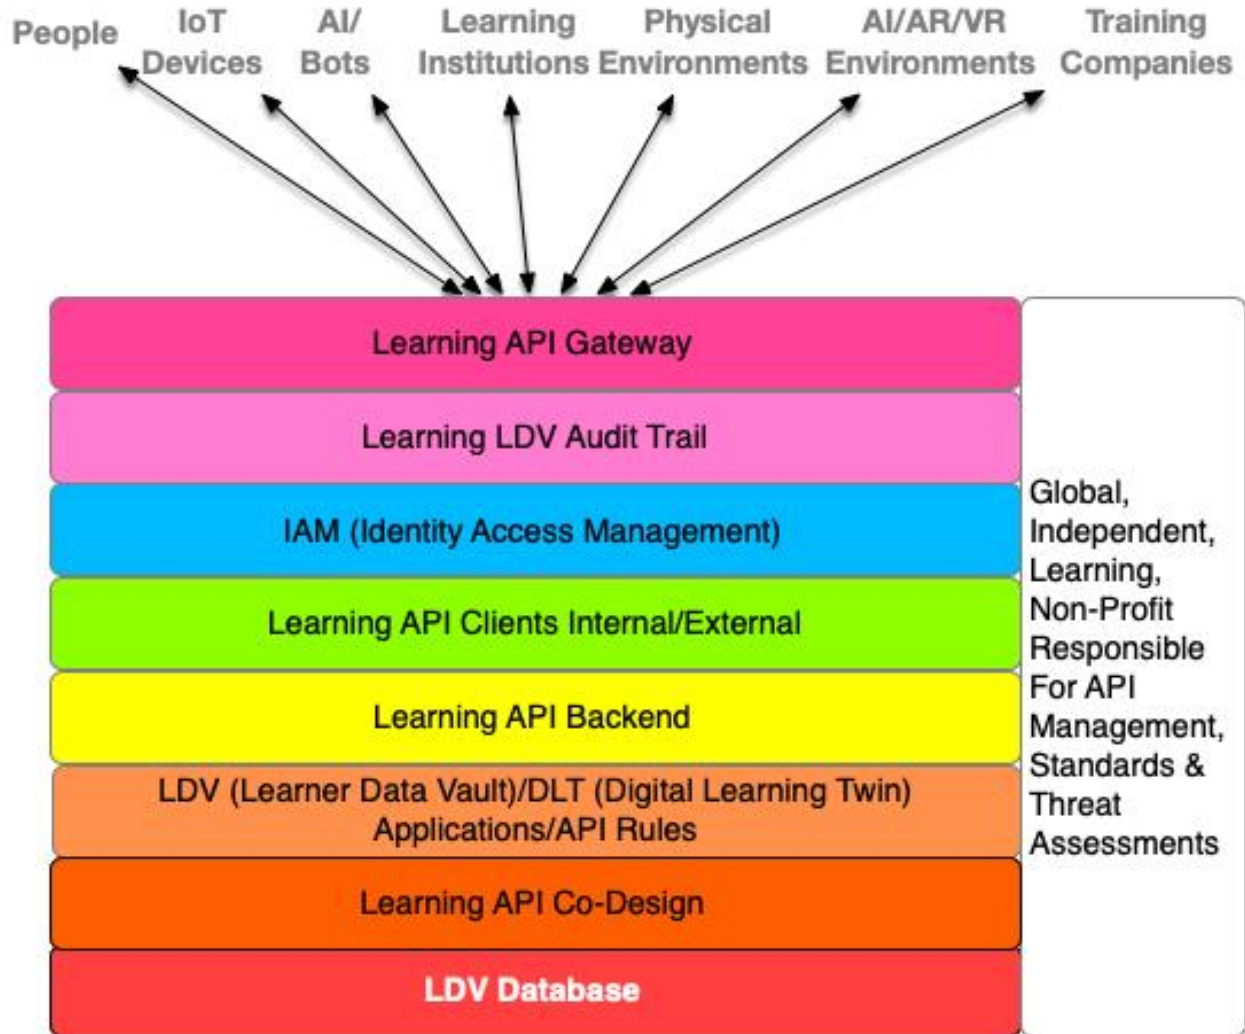 People
IoT
Devices
AI/
Bots
Learning
Institutions
Physical
Environments
AI/AR/VR
Environments
Training
Companies
Learning API Gateway
Learning LDV Audit Trail
IAM (Identity Access Management)
Learning API Clients Internal/External
Learning API Backend
LDV (Learner Data Vault)/DLT (Digital Learning Twin)
Applications/API Rules
Learning API Co-Design
LDV Database
Global,
Independent,
Learning,
Non-Profit
Responsible
For API
Management,
Standards &
Threat
Assessments